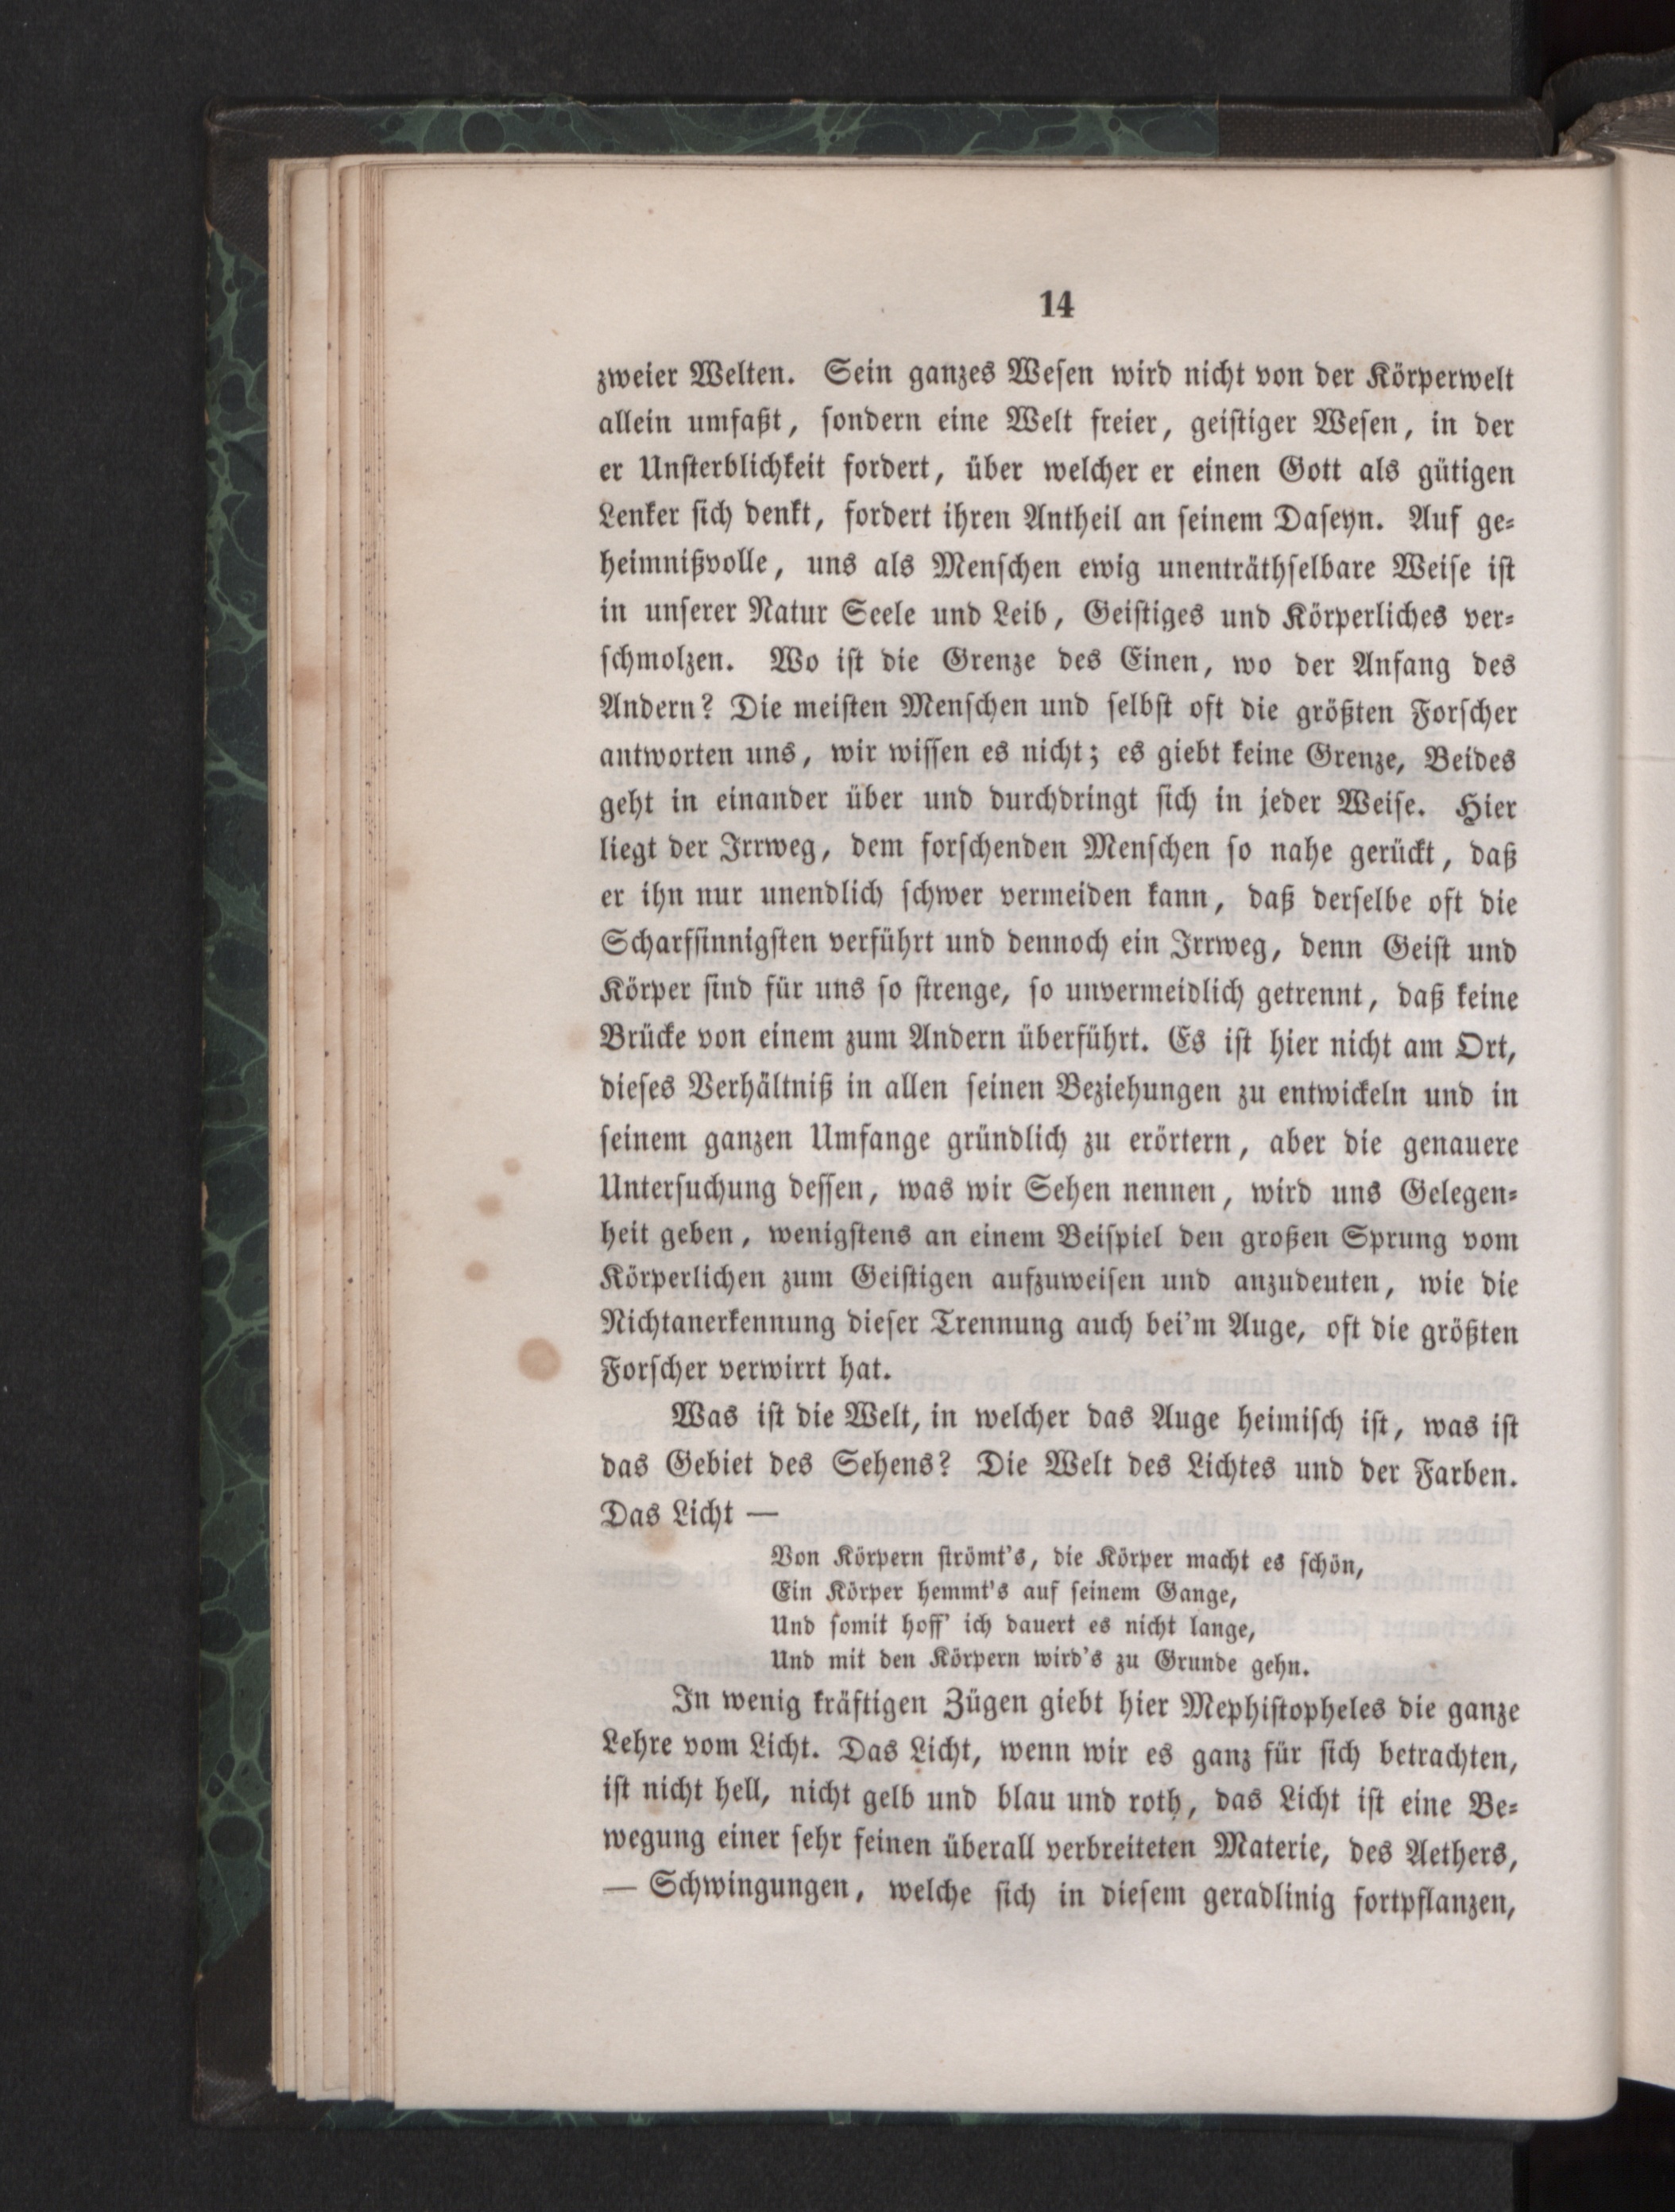 14
zweier Welten. Sein ganzes Wesen wird nicht von der Körperwelt
allein umfaßt, sondern eine Welt freier, geistiger Wesen, in der
er Unsterblichkeit fordert, über welcher er einen Gott als gütigen
Lenker sich denkt, fordert ihren Antheil an seinem Daseyn. Auf ge-
heimnißvolle, uns als Menschen ewig unenträthselbare Weise ist
in unserer Natur Seele und Leib, Geistiges und Körperliches ver-
schmolzen. Wo ist die Grenze des Einen, wo der Anfang des
Andern? Die meisten Menschen und selbst oft die größten Forscher
antworten uns, wir wissen es nicht; es giebt keine Grenze, Beides
geht in einander über und durchdringt sich in jeder Weise. Hier
liegt der Irrweg, dem forschenden Menschen so nahe gerückt, daß
er ihn nur unendlich schwer vermeiden kann, daß derselbe oft die
Scharfsinnigsten verführt und dennoch ein Irrweg, denn Geist und
Körper sind für uns so strenge, so unvermeidlich getrennt, daß keine
Brücke von einem zum Andern überführt. Es ist hier nicht am Ort,
dieses Verhältniß in allen seinen Beziehungen zu entwickeln und in
seinem ganzen Umfange gründlich zu erörtern, aber die genauere
Untersuchung dessen, was wir Sehen nennen, wird uns Gelegen-
heit geben, wenigstens an einem Beispiel den großen Sprung vom
Körperlichen zum Geistigen aufzuweisen und anzudeuten, wie die
Nichtanerkennung dieser Trennung auch bei'm Auge, oft die größten
Forscher verwirrt hat.
Was ist die Welt, in welcher das Auge heimisch ist, was ist
das Gebiet des Sehens? Die Welt des Lichtes und der Farben.
Das Licht —
Von Körpern strömt's, die Körper macht es schön,
Ein Körper hemmt's auf seinem Gange,
Und somit hoff' ich dauert es nicht lange,
Und mit den Körpern wird's zu Grunde gehn.
In wenig kräftigen Zügen giebt hier Mephistopheles die ganze
Lehre vom Licht. Das Licht, wenn wir es ganz für sich betrachten,
ist nicht hell, nicht gelb und blau und roth, das Licht ist eine Be-
wegung einer sehr feinen überall verbreiteten Materie, des Aethers,
— Schwingungen, welche sich in diesem geradlinig fortpflanzen,